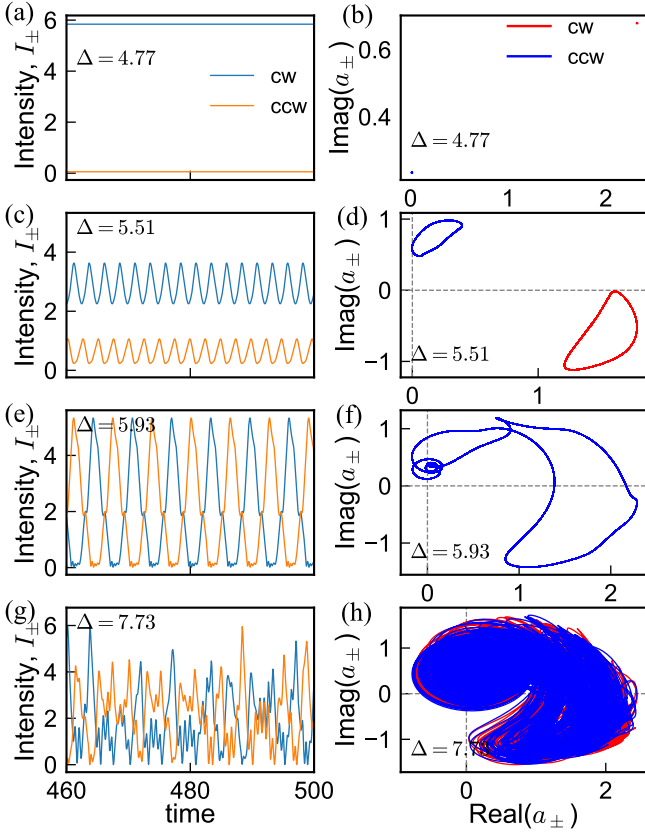 (a)
Intensity, I±
6
4
2
0
Δ = 4.77
cw
ccw
480
(b)
Imag(a±)
0.6
0.4
cw
ccw
Δ = 4.77
0
1
2
(c)
Intensity, I±
4
2
0
Δ = 5.51
(d)
Imag(a±)
1
0
−1
Δ = 5.51
0
1
(e)
Intensity, I±
4
2
0
Δ = 5.93
(f)
Imag(a±)
1
0
−1
Δ = 5.93
0
1
2
(g)
Intensity, I±
6
4
2
0
Δ = 7.73
460
480
500
time
(h)
Imag(a±)
1
0
−1
Δ = 7.73
0
2
Real(a±)